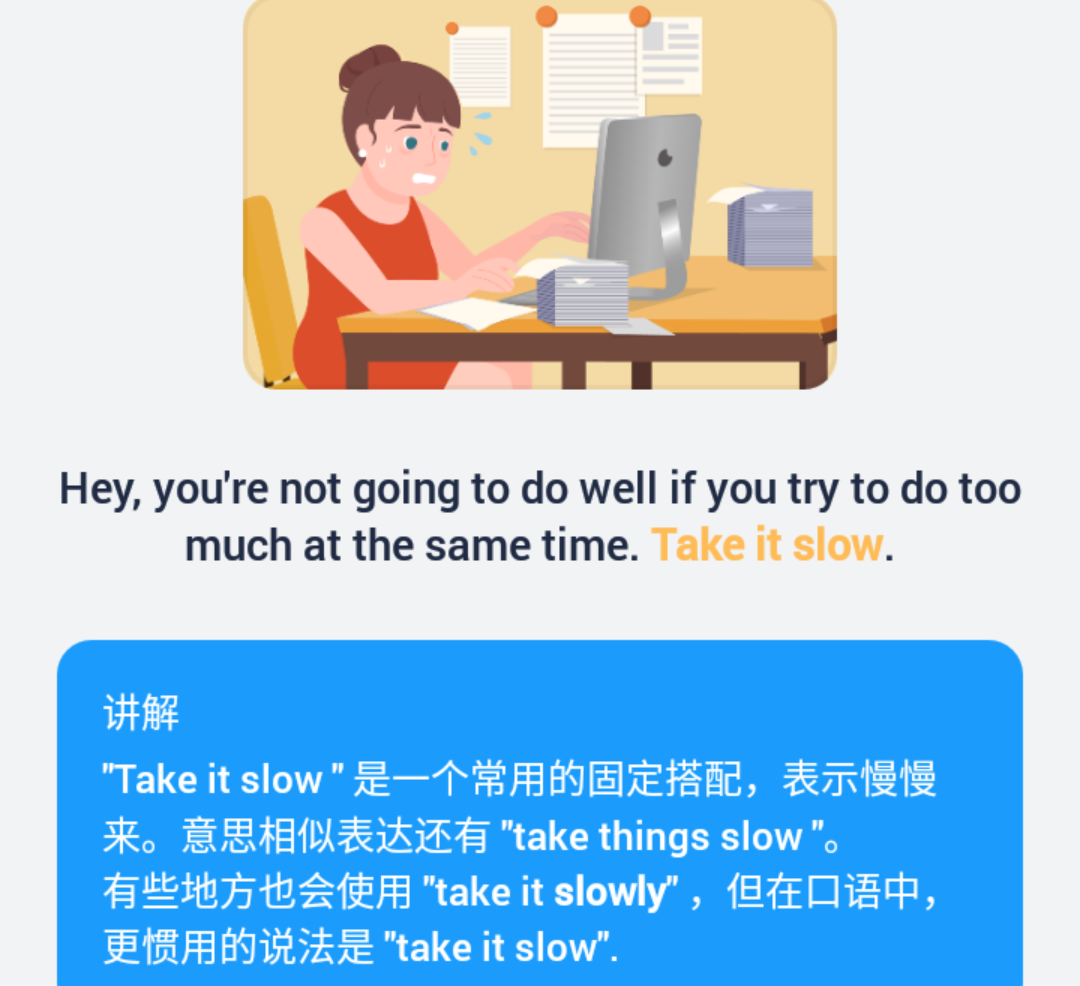 Hey, you're not going to do well if you try to do too
much at the same time. Take it slow.
讲解
"Take it slow " 是一个常用的固定搭配，表示慢慢
来。意思相似表达还有 "take things slow "。
有些地方也会使用 "take it slowly" ，但在口语中，
更惯用的说法是 "take it slow".